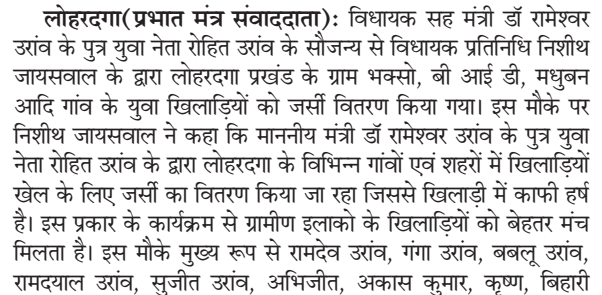 लोहरदगा(प्रभात मंत्र संवाददाता): विधायक सह मंत्री डॉ रामेश्वर
उरांव के पुत्र युवा नेता रोहित उरांव के सौजन्य से विधायक प्रतिनिधि निशीथ
जायसवाल के द्वारा लोहरदगा प्रखंड के ग्राम भक्सो, बी आई डी, मधुबन
आदि गांव के युवा खिलाड़ियों को जर्सी वितरण किया गया। इस मौके पर
निशीथ जायसवाल ने कहा कि माननीय मंत्री डॉ रामेश्वर उरांव के पुत्र युवा
नेता रोहित उरांव के द्वारा लोहरदगा के विभिन्न गांवों एवं शहरों में खिलाड़ियों
खेल के लिए जर्सी का वितरण किया जा रहा जिससे खिलाड़ी में काफी हर्ष
है। इस प्रकार के कार्यक्रम से ग्रामीण इलाको के खिलाड़ियों को बेहतर मंच
मिलता है। इस मौके मुख्य रूप से रामदेव उरांव, गंगा उरांव, बबलू उरांव,
रामदयाल उरांव, सुजीत उरांव, अभिजीत, अकास कुमार, कृष्ण, बिहारी